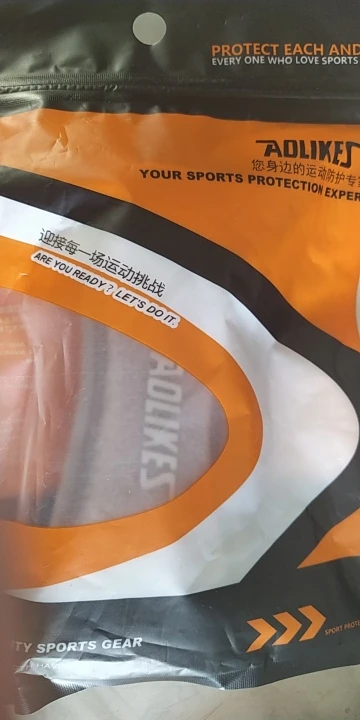 PROTECT EACH AND
EVERY ONE WHO LOVE SPORTS
AOLIKES
您身边的运动防护专
YOUR SPORTS PROTECTION EXPER
迎接每一场运动挑战
ARE YOU READY? LET'S DO IT.
AOLIKES
TY SPORTS GEAR
SPORT PROTE